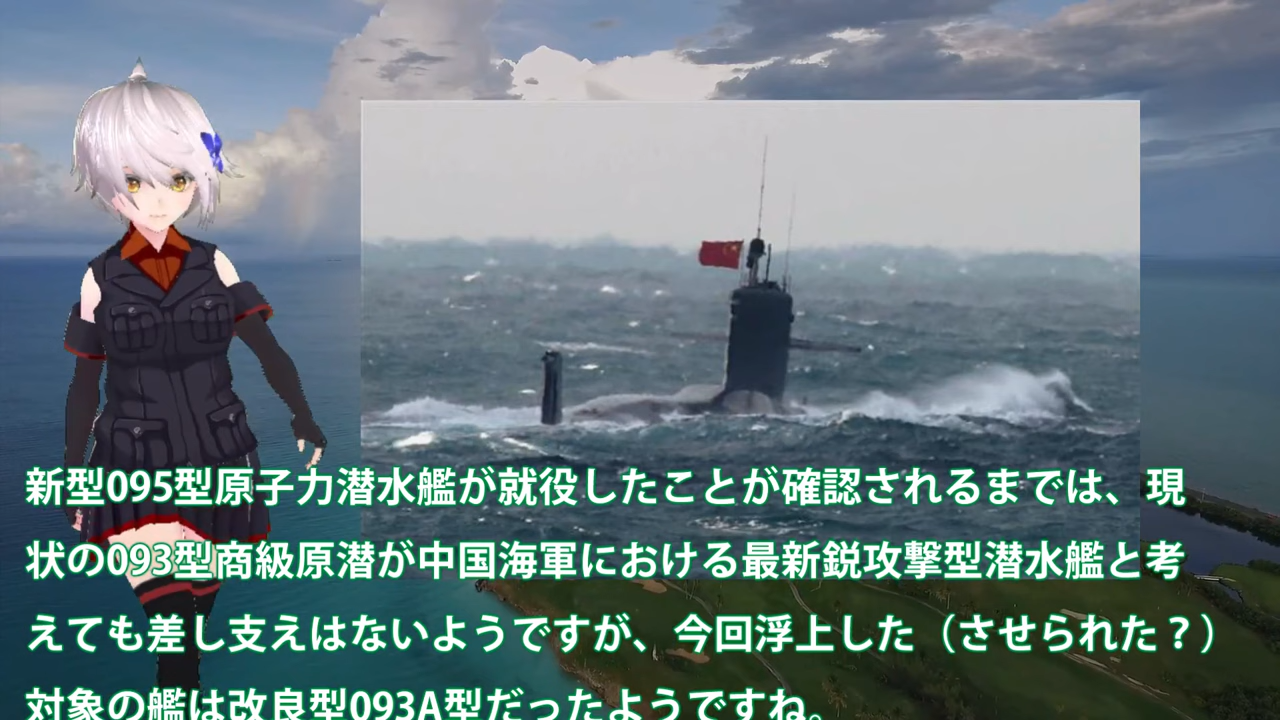 新型095型原子力潜水艦が就役したことが確認されるまでは、現
状の093型商級原潜が中国海軍における最新鋭攻撃型潜水艦と考
えても差し支えはないようですが、今回浮上した（させられた？）
対象の艦は改良型093A型だったようですね。